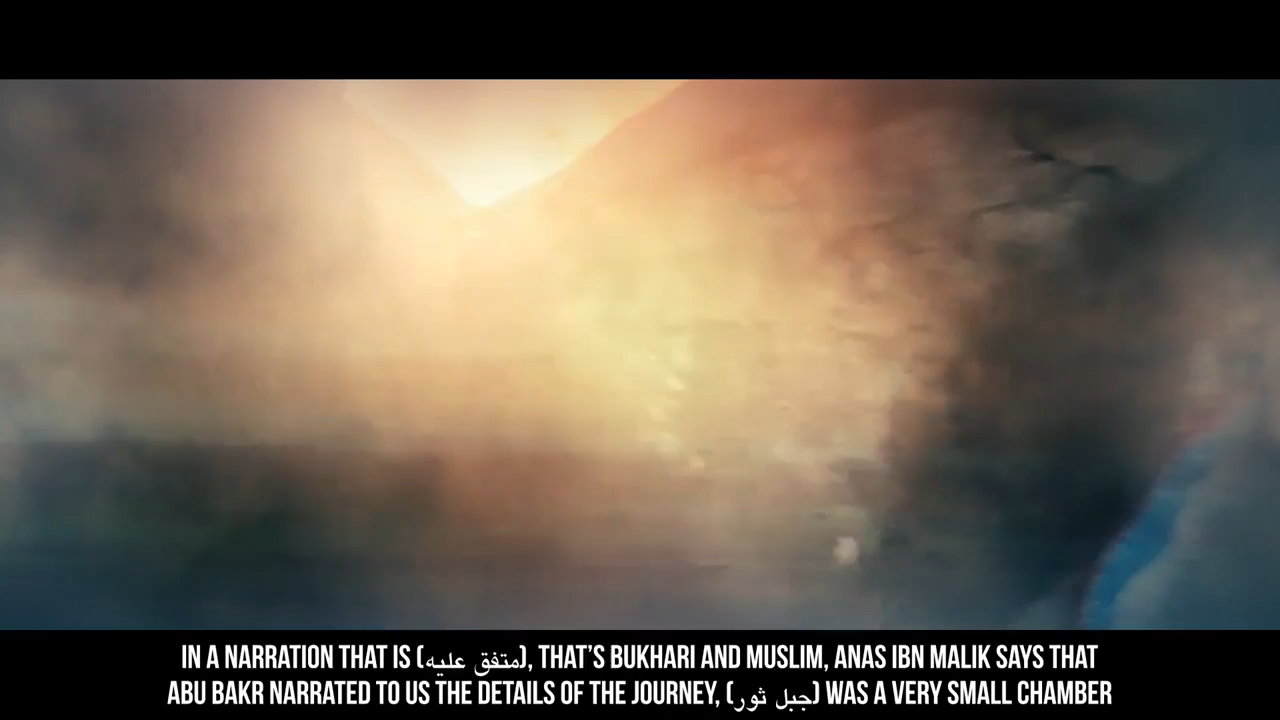 IN A NARRATION THAT IS (متفق عليه), THAT'S BUKHARI AND MUSLIM, ANAS IBN MALIK SAYS THAT
ABU BAKR NARRATED TO US THE DETAILS OF THE JOURNEY, (جبل ثور) WAS A VERY SMALL CHAMBER